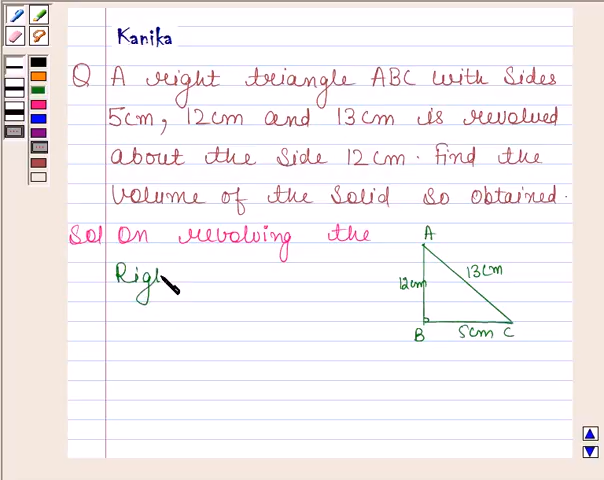 Kanika
Q A right triangle ABC with Sides
5cm, 12cm and 13cm is revolved
about the side 12cm. Find the
Volume of the Solid so obtained.
Sol On revolving the
A
Righ
12cm
13cm
B
5cm
C